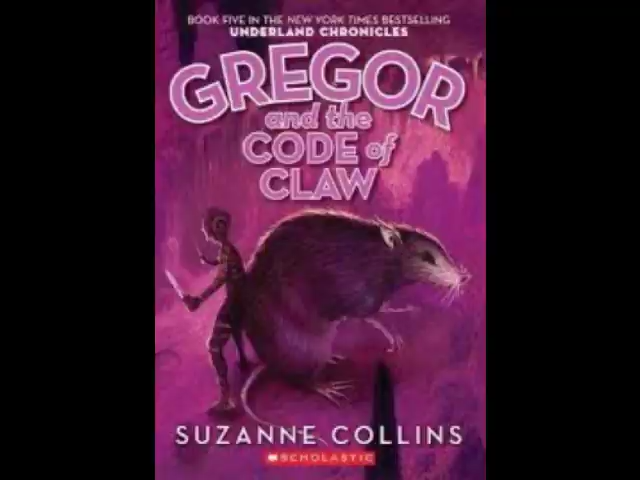 BOOK FIVE IN THE NEW YORK TIMES BESTSELLING
UNDERLAND CHRONICLES
GREGOR
and the
CODE of
CLAW
SUZANNE COLLINS
SCHOLASTIC